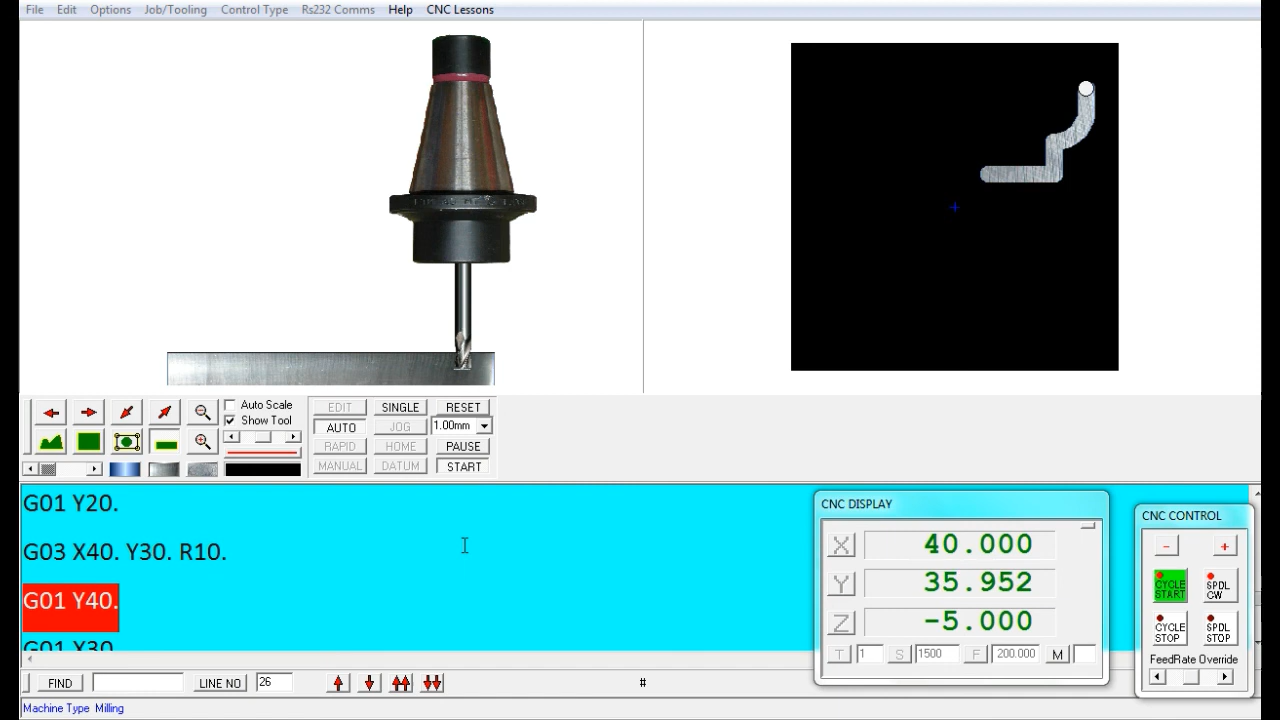 File Edit Options Job/Tooling Control Type Rs232 Comms Help CNC Lessons
Auto Scale
Show Tool
EDIT SINGLE RESET
AUTO JOG 1.00mm
RAPID HOME PAUSE
MANUAL DATUM START
G01 Y20.
G03 X40. Y30. R10.
G01 Y40.
G01 X30.
CNC DISPLAY
X 40.000
Y 35.952
Z -5.000
T 1 S 1500 F 200.000 M
CNC CONTROL
- +
CYCLE START
SPDL CW
CYCLE STOP
SPDL STOP
FeedRate Override
FIND LINE NO 26 #
Machine Type Milling